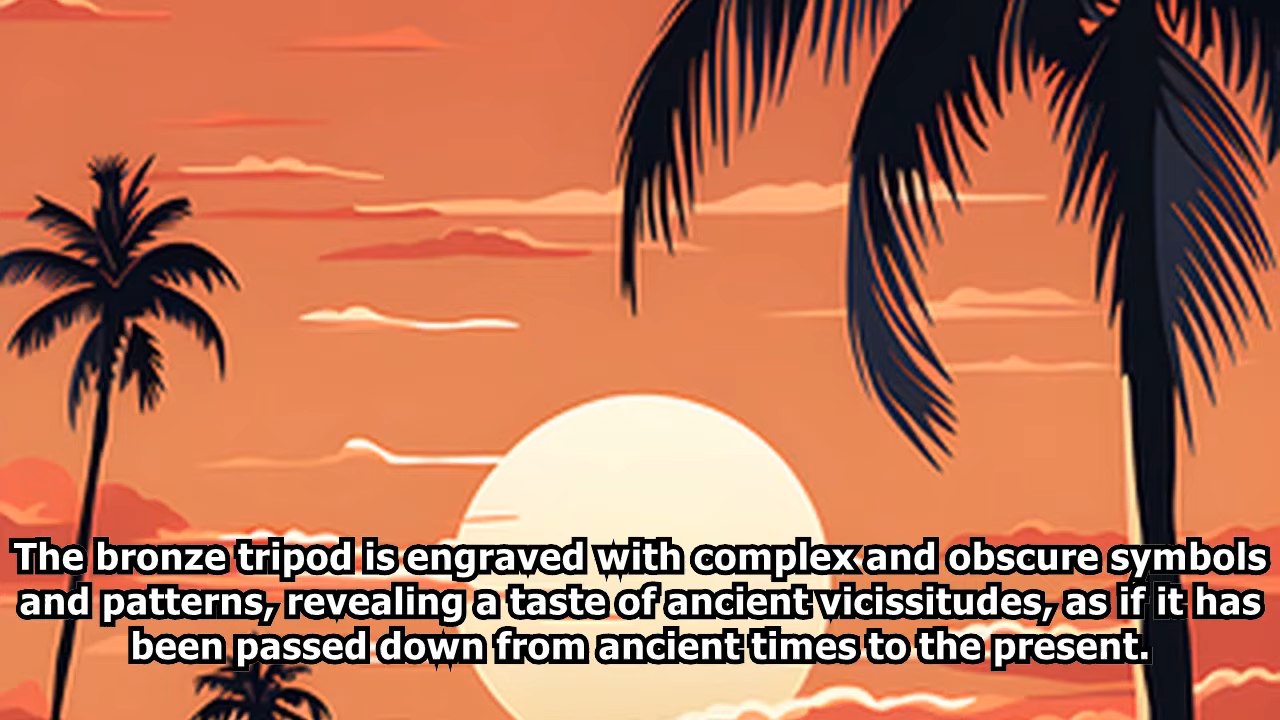 The bronze tripod is engraved with complex and obscure symbols
and patterns, revealing a taste of ancient vicissitudes, as if it has
been passed down from ancient times to the present.